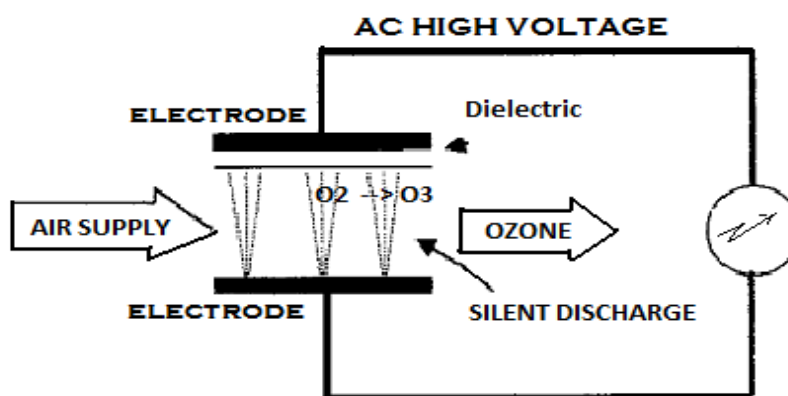 AC HIGH VOLTAGE
ELECTRODE
Dielectric
O2 --> O3
AIR SUPPLY
OZONE
ELECTRODE
SILENT DISCHARGE